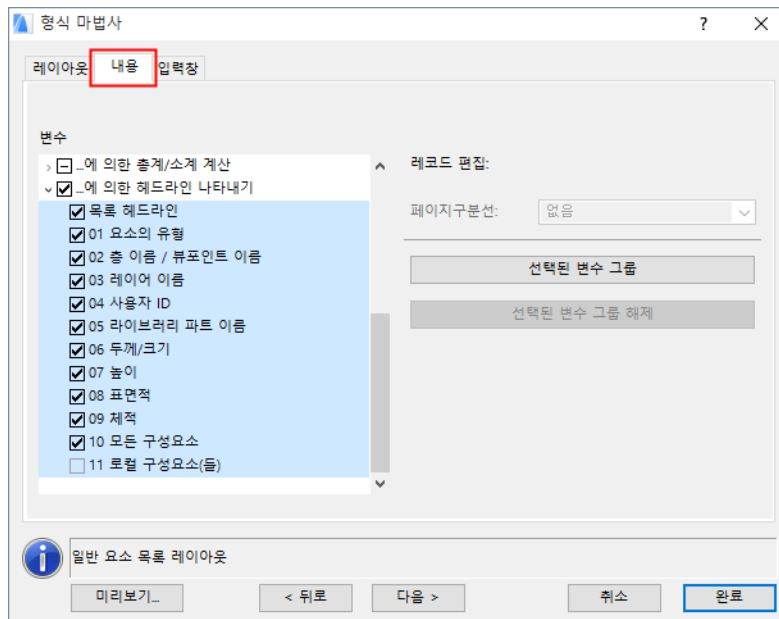 형식 마법사
레이아웃 내용 입력창
변수
...에 의한 총계/소계 계산
...에 의한 헤드라인 나타내기
목록 헤드라인
01 요소의 유형
02 층 이름 / 뷰포인트 이름
03 레이어 이름
04 사용자 ID
05 라이브러리 파트 이름
06 두께/크기
07 높이
08 표면적
09 체적
10 모든 구성요소
11 로컬 구성요소(들)
레코드 편집:
페이지구분선: 없음
선택된 변수 그룹
선택된 변수 그룹 해제
일반 요소 목록 레이아웃
미리보기... < 뒤로 다음 > 취소 완료